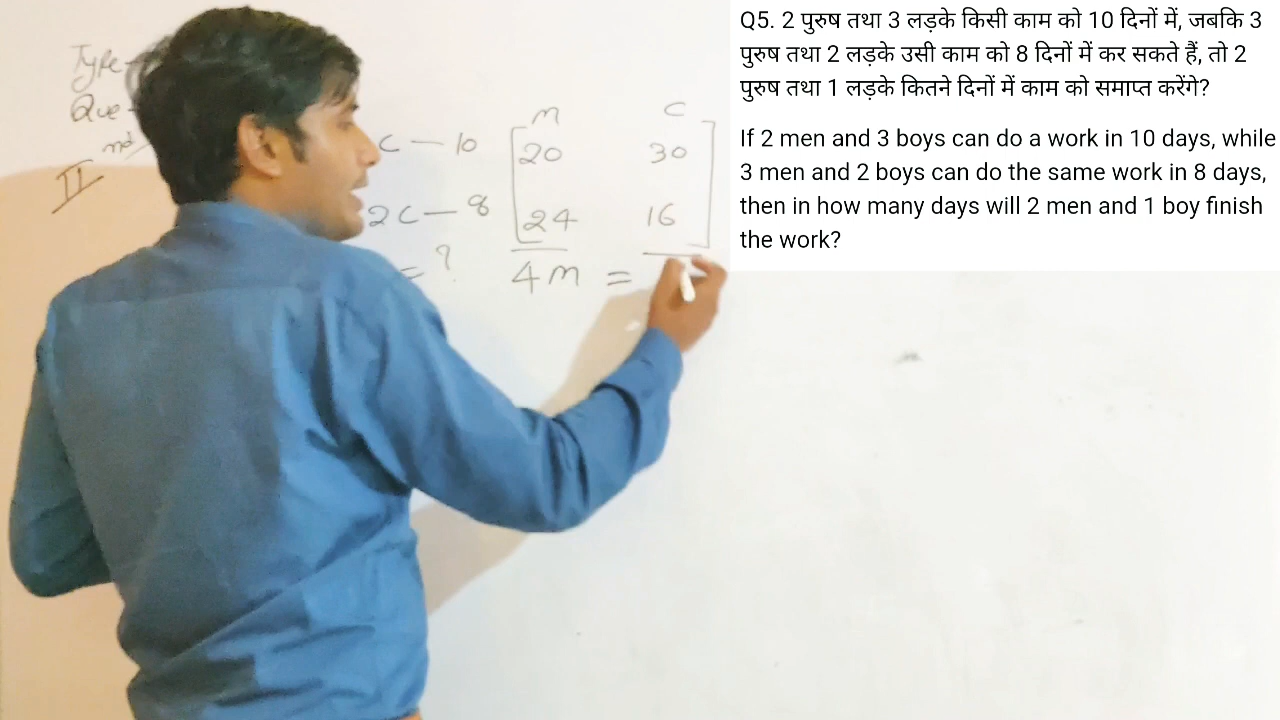 Type-
Que-
II nd
C — 10
2C — 8
= ?
m c
20 30
24 16
4m =
Q5. 2 पुरुष तथा 3 लड़के किसी काम को 10 दिनों में, जबकि 3
पुरुष तथा 2 लड़के उसी काम को 8 दिनों में कर सकते हैं, तो 2
पुरुष तथा 1 लड़के कितने दिनों में काम को समाप्त करेंगे?
If 2 men and 3 boys can do a work in 10 days, while
3 men and 2 boys can do the same work in 8 days,
then in how many days will 2 men and 1 boy finish
the work?